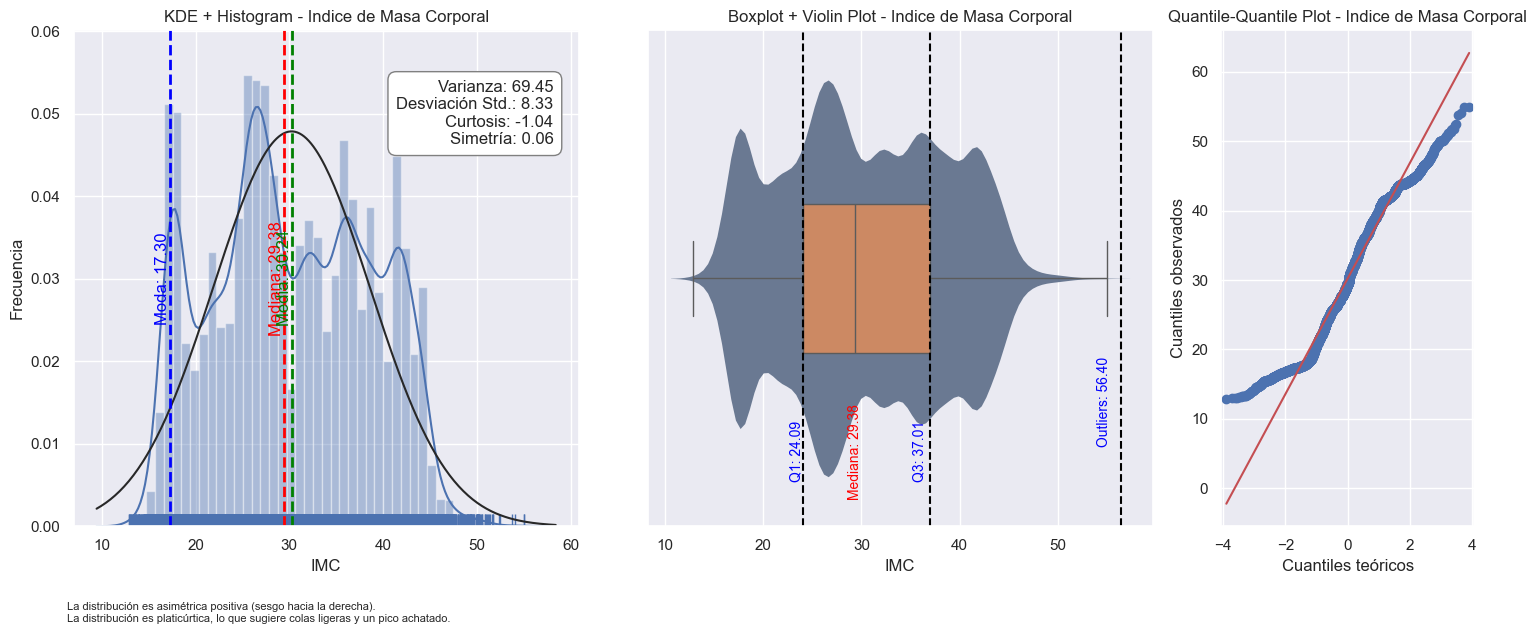 KDE + Histogram - Indice de Masa Corporal
0.06
0.05
0.04
0.03
0.02
0.01
0.00
Frecuencia
Varianza: 69.45
Desviación Std.: 8.33
Curtosis: -1.04
Simetría: 0.06
Moda: 17.30
Mediana: 29.38
10
20
30
40
50
60
IMC
La distribución es asimétrica positiva (sesgo hacia la derecha).
La distribución es platicúrtica, lo que sugiere colas ligeras y un pico achatado.
Boxplot + Violin Plot - Indice de Masa Corporal
Q1: 24.09
Mediana: 29.38
Q3: 37.01
Outliers: 56.40
10
20
30
40
50
IMC
Quantile-Quantile Plot - Indice de Masa Corporal
60
50
40
30
20
10
0
Cuantiles observados
−4
−2
0
2
4
Cuantiles teóricos